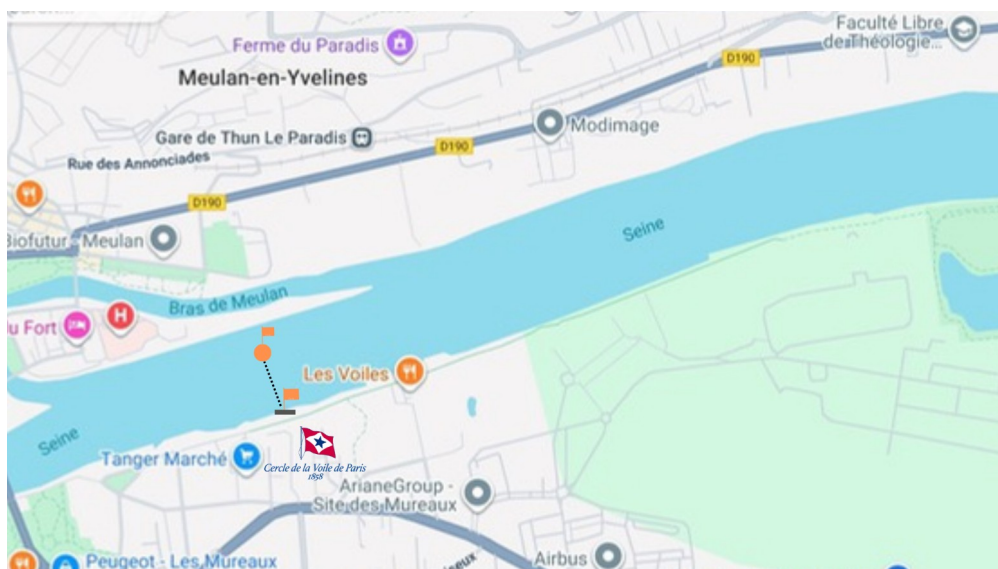 Faculté Libre
de Théologie...
Ferme du Paradis
D190
Meulan-en-Yvelines
Modimage
Gare de Thun Le Paradis
D190
Rue des Annonciades
D190
Seine
Biofutur - Meulan
Bras de Meulan
H
u Fort
Les Voiles
Seine
Tanger Marché
Cercle de la Voile de Paris
1858
ArianeGroup -
Site des Mureaux
Airbus
Peugeot - Les Mureaux